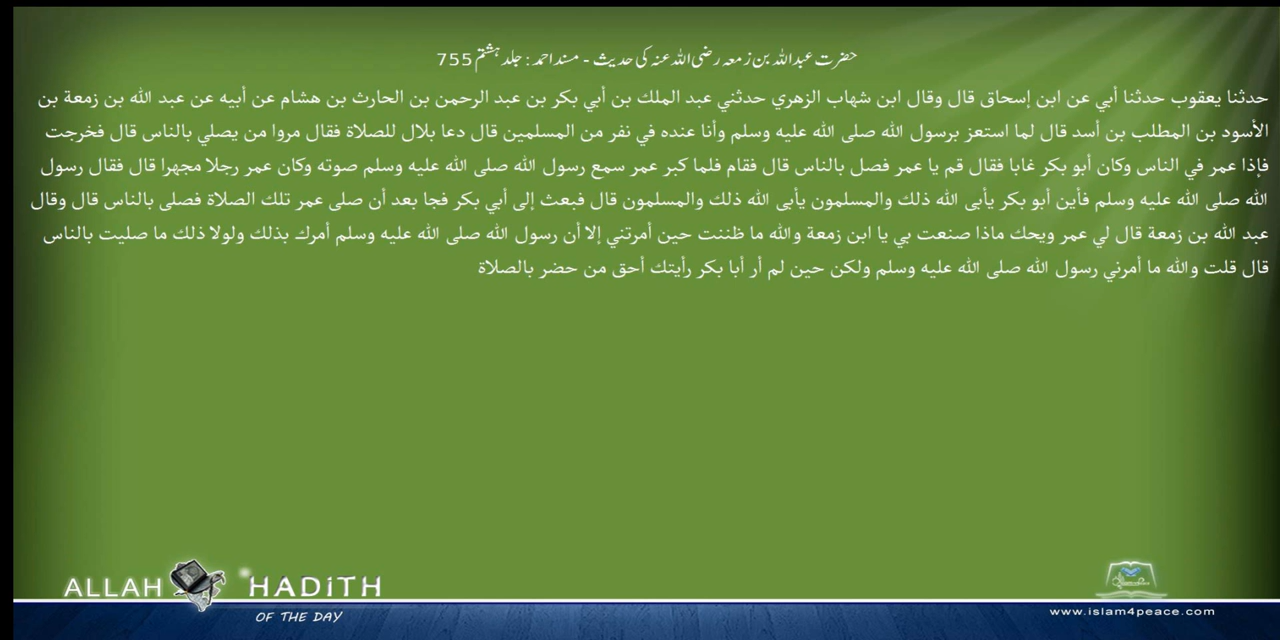 حضرت عبداللہ بن زمعہ رضی اللہ عنہ کی حدیث - مسند احمد : جلد ہشتم 755
حدثنا يعقوب حدثنا أبي عن ابن إسحاق قال وقال ابن شهاب الزهري حدثني عبد الملك بن أبي بكر بن عبد الرحمن بن الحارث بن هشام عن أبيه عن عبد الله بن زمعة بن
الأسود بن المطلب بن أسد قال لما استعز برسول الله صلى الله عليه وسلم وأنا عنده في نفر من المسلمين قال دعا بلال للصلاة فقال مروا من يصلي بالناس قال فخرجت
فإذا عمر في الناس وكان أبو بكر غابا فقال قم يا عمر فصل بالناس قال فقام فلما كبر عمر سمع رسول الله صلى الله عليه وسلم صوته وكان عمر رجلا مجهرا قال فقال رسول
الله صلى الله عليه وسلم فأين أبو بكر يأبى الله ذلك والمسلمون يأبى الله ذلك والمسلمون قال فبعث إلى أبي بكر فجا بعد أن صلى عمر تلك الصلاة فصلى بالناس قال وقال
عبد الله بن زمعة قال لي عمر ويحك ماذا صنعت بي يا ابن زمعة والله ما ظننت حين أمرتني إلا أن رسول الله صلى الله عليه وسلم أمرك بذلك ولولا ذلك ما صليت بالناس
قال قلت والله ما أمرني رسول الله صلى الله عليه وسلم ولكن حين لم أر أبا بكر رأيتك أحق من حضر بالصلاة
ALLAH HADITH
OF THE DAY
www.islam4peace.com